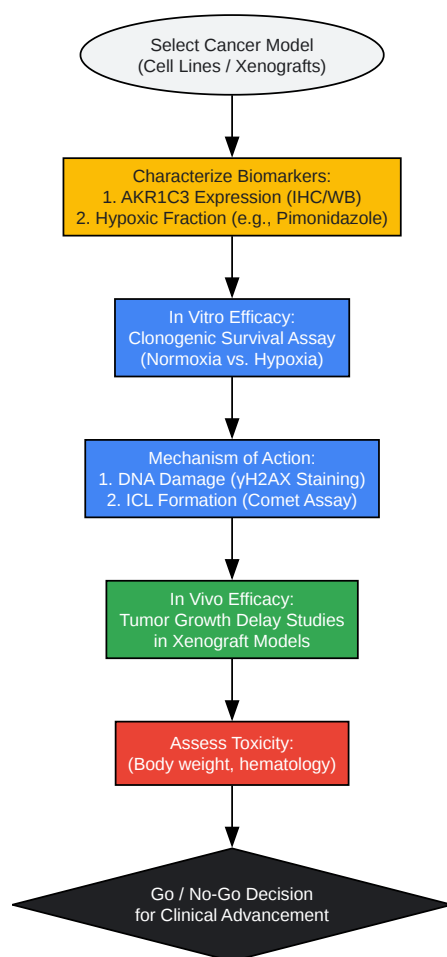 Select Cancer Model
(Cell Lines / Xenografts)
Characterize Biomarkers:
1. AKR1C3 Expression (IHC/WB)
2. Hypoxic Fraction (e.g., Pimonidazole)
In Vitro Efficacy:
Clonogenic Survival Assay
(Normoxia vs. Hypoxia)
Mechanism of Action:
1. DNA Damage (γH2AX Staining)
2. ICL Formation (Comet Assay)
In Vivo Efficacy:
Tumor Growth Delay Studies
in Xenograft Models
Assess Toxicity:
(Body weight, hematology)
Go / No-Go Decision
for Clinical Advancement